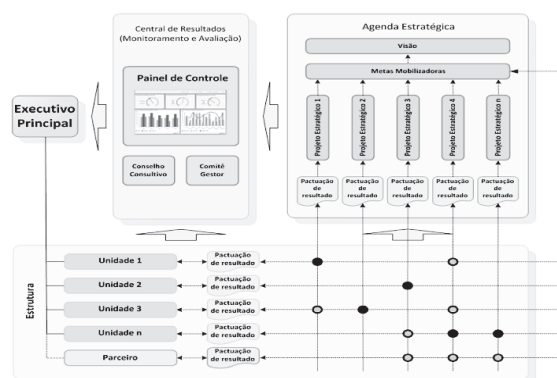 Central de Resultados
(Monitoramento e Avaliação)
Painel de Controle
Conselho
Consultivo
Comitê
Gestor
Executivo
Principal
Agenda Estratégica
Visão
Metas Mobilizadoras
Projeto Estratégico 1
Projeto Estratégico 2
Projeto Estratégico 3
Projeto Estratégico 4
Projeto Estratégico n
Pactuação
de
resultado
Pactuação
de
resultado
Pactuação
de
resultado
Pactuação
de
resultado
Pactuação
de
resultado
Estrutura
Unidade 1
Pactuação
de resultado
Unidade 2
Pactuação
de resultado
Unidade 3
Pactuação
de resultado
Unidade n
Pactuação
de resultado
Parceiro
Pactuação
de resultado